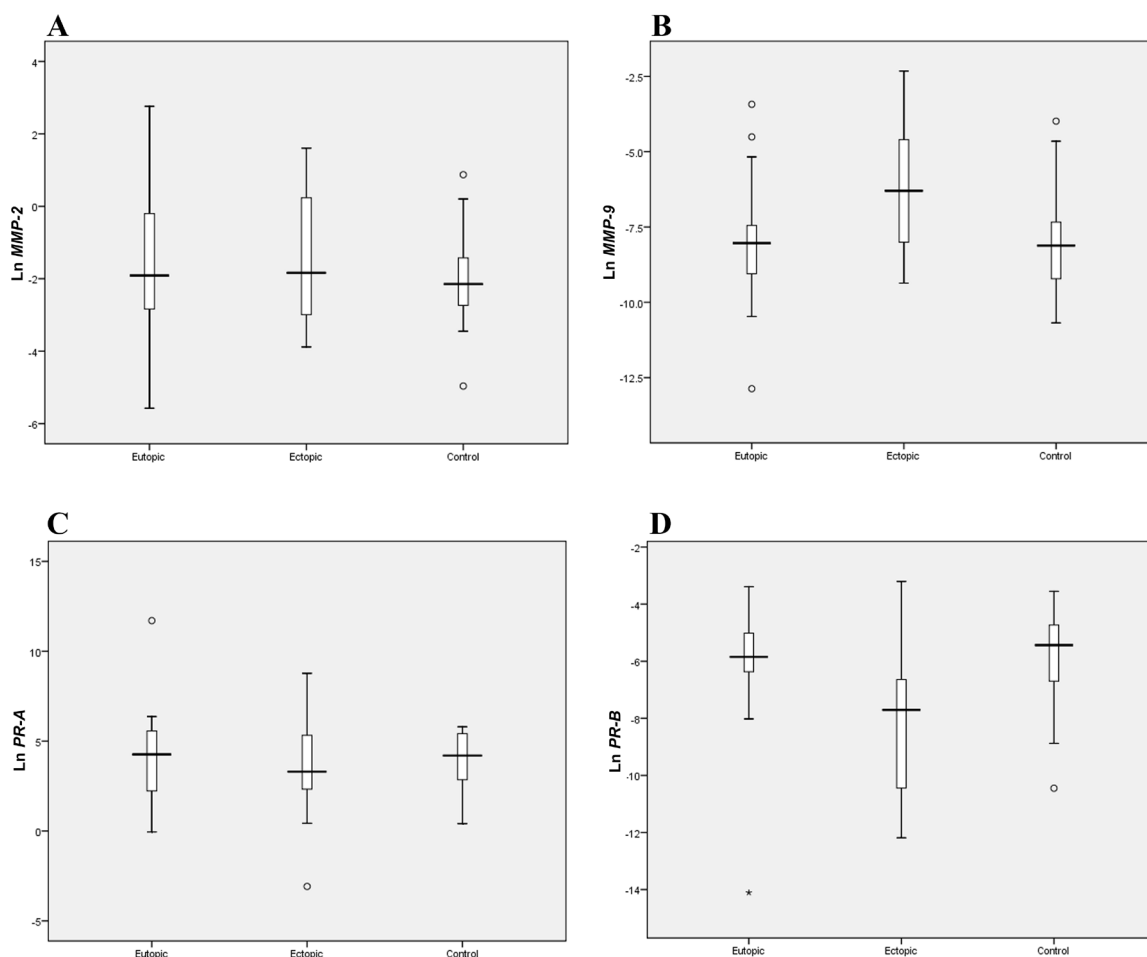 A
Ln MMP-2
4
2
0
-2
-4
-6
Eutopic Ectopic Control
B
Ln MMP-9
-2.5
-5.0
-7.5
-10.0
-12.5
Eutopic Ectopic Control
C
Ln PR-A
15
10
5
0
-5
Eutopic Ectopic Control
D
Ln PR-B
-2
-4
-6
-8
-10
-12
-14
Eutopic Ectopic Control